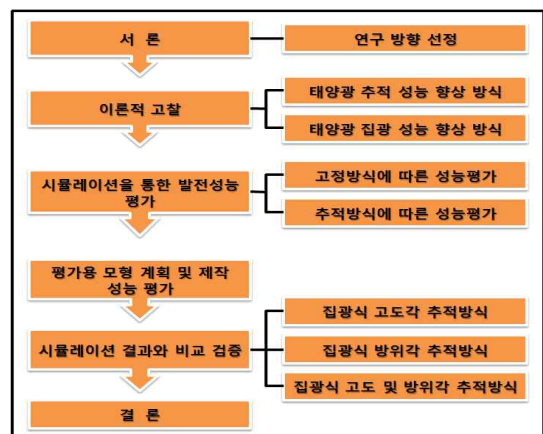 서 론
연구 방향 선정
이론적 고찰
태양광 추적 성능 향상 방식
태양광 집광 성능 향상 방식
시뮬레이션을 통한 발전성능
평가
고정방식에 따른 성능평가
추적방식에 따른 성능평가
평가용 모형 계획 및 제작
성능 평가
시뮬레이션 결과와 비교 검증
집광식 고도각 추적방식
집광식 방위각 추적방식
집광식 고도 및 방위각 추적방식
결 론